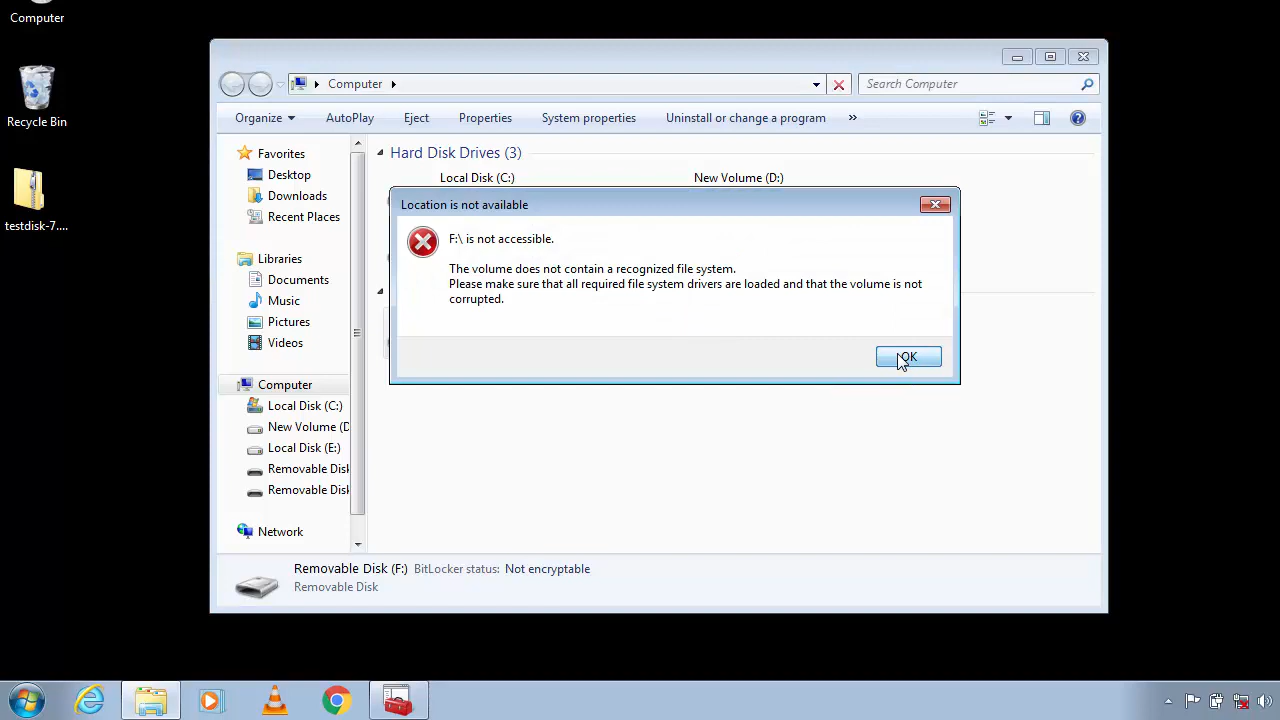 Computer
Recycle Bin
testdisk-7....
Computer
Search Computer
Organize
AutoPlay
Eject
Properties
System properties
Uninstall or change a program
»
Favorites
Desktop
Downloads
Recent Places
Libraries
Documents
Music
Pictures
Videos
Computer
Local Disk (C:)
New Volume (D
Local Disk (E:)
Removable Disk
Removable Disk
Network
Hard Disk Drives (3)
Local Disk (C:)
New Volume (D:)
Location is not available
F:\ is not accessible.
The volume does not contain a recognized file system.
Please make sure that all required file system drivers are loaded and that the volume is not
corrupted.
OK
Removable Disk (F:) BitLocker status: Not encryptable
Removable Disk